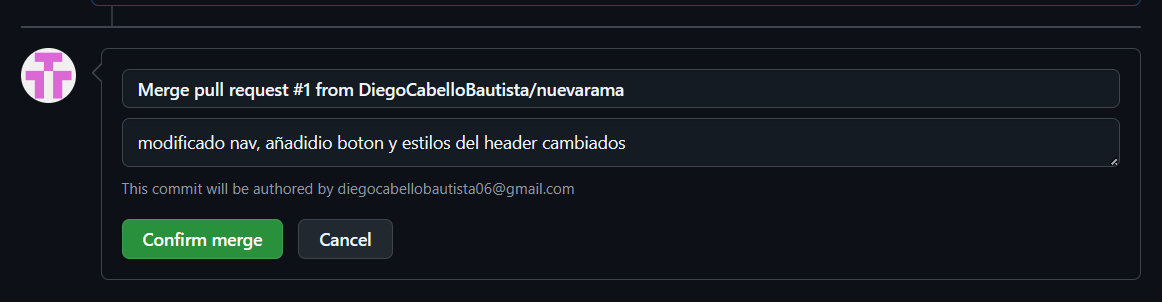 Merge pull request #1 from DiegoCabelloBautista/nuevarama
modificado nav, añadidio boton y estilos del header cambiados
This commit will be authored by diegocabellobautista06@gmail.com
Confirm merge
Cancel